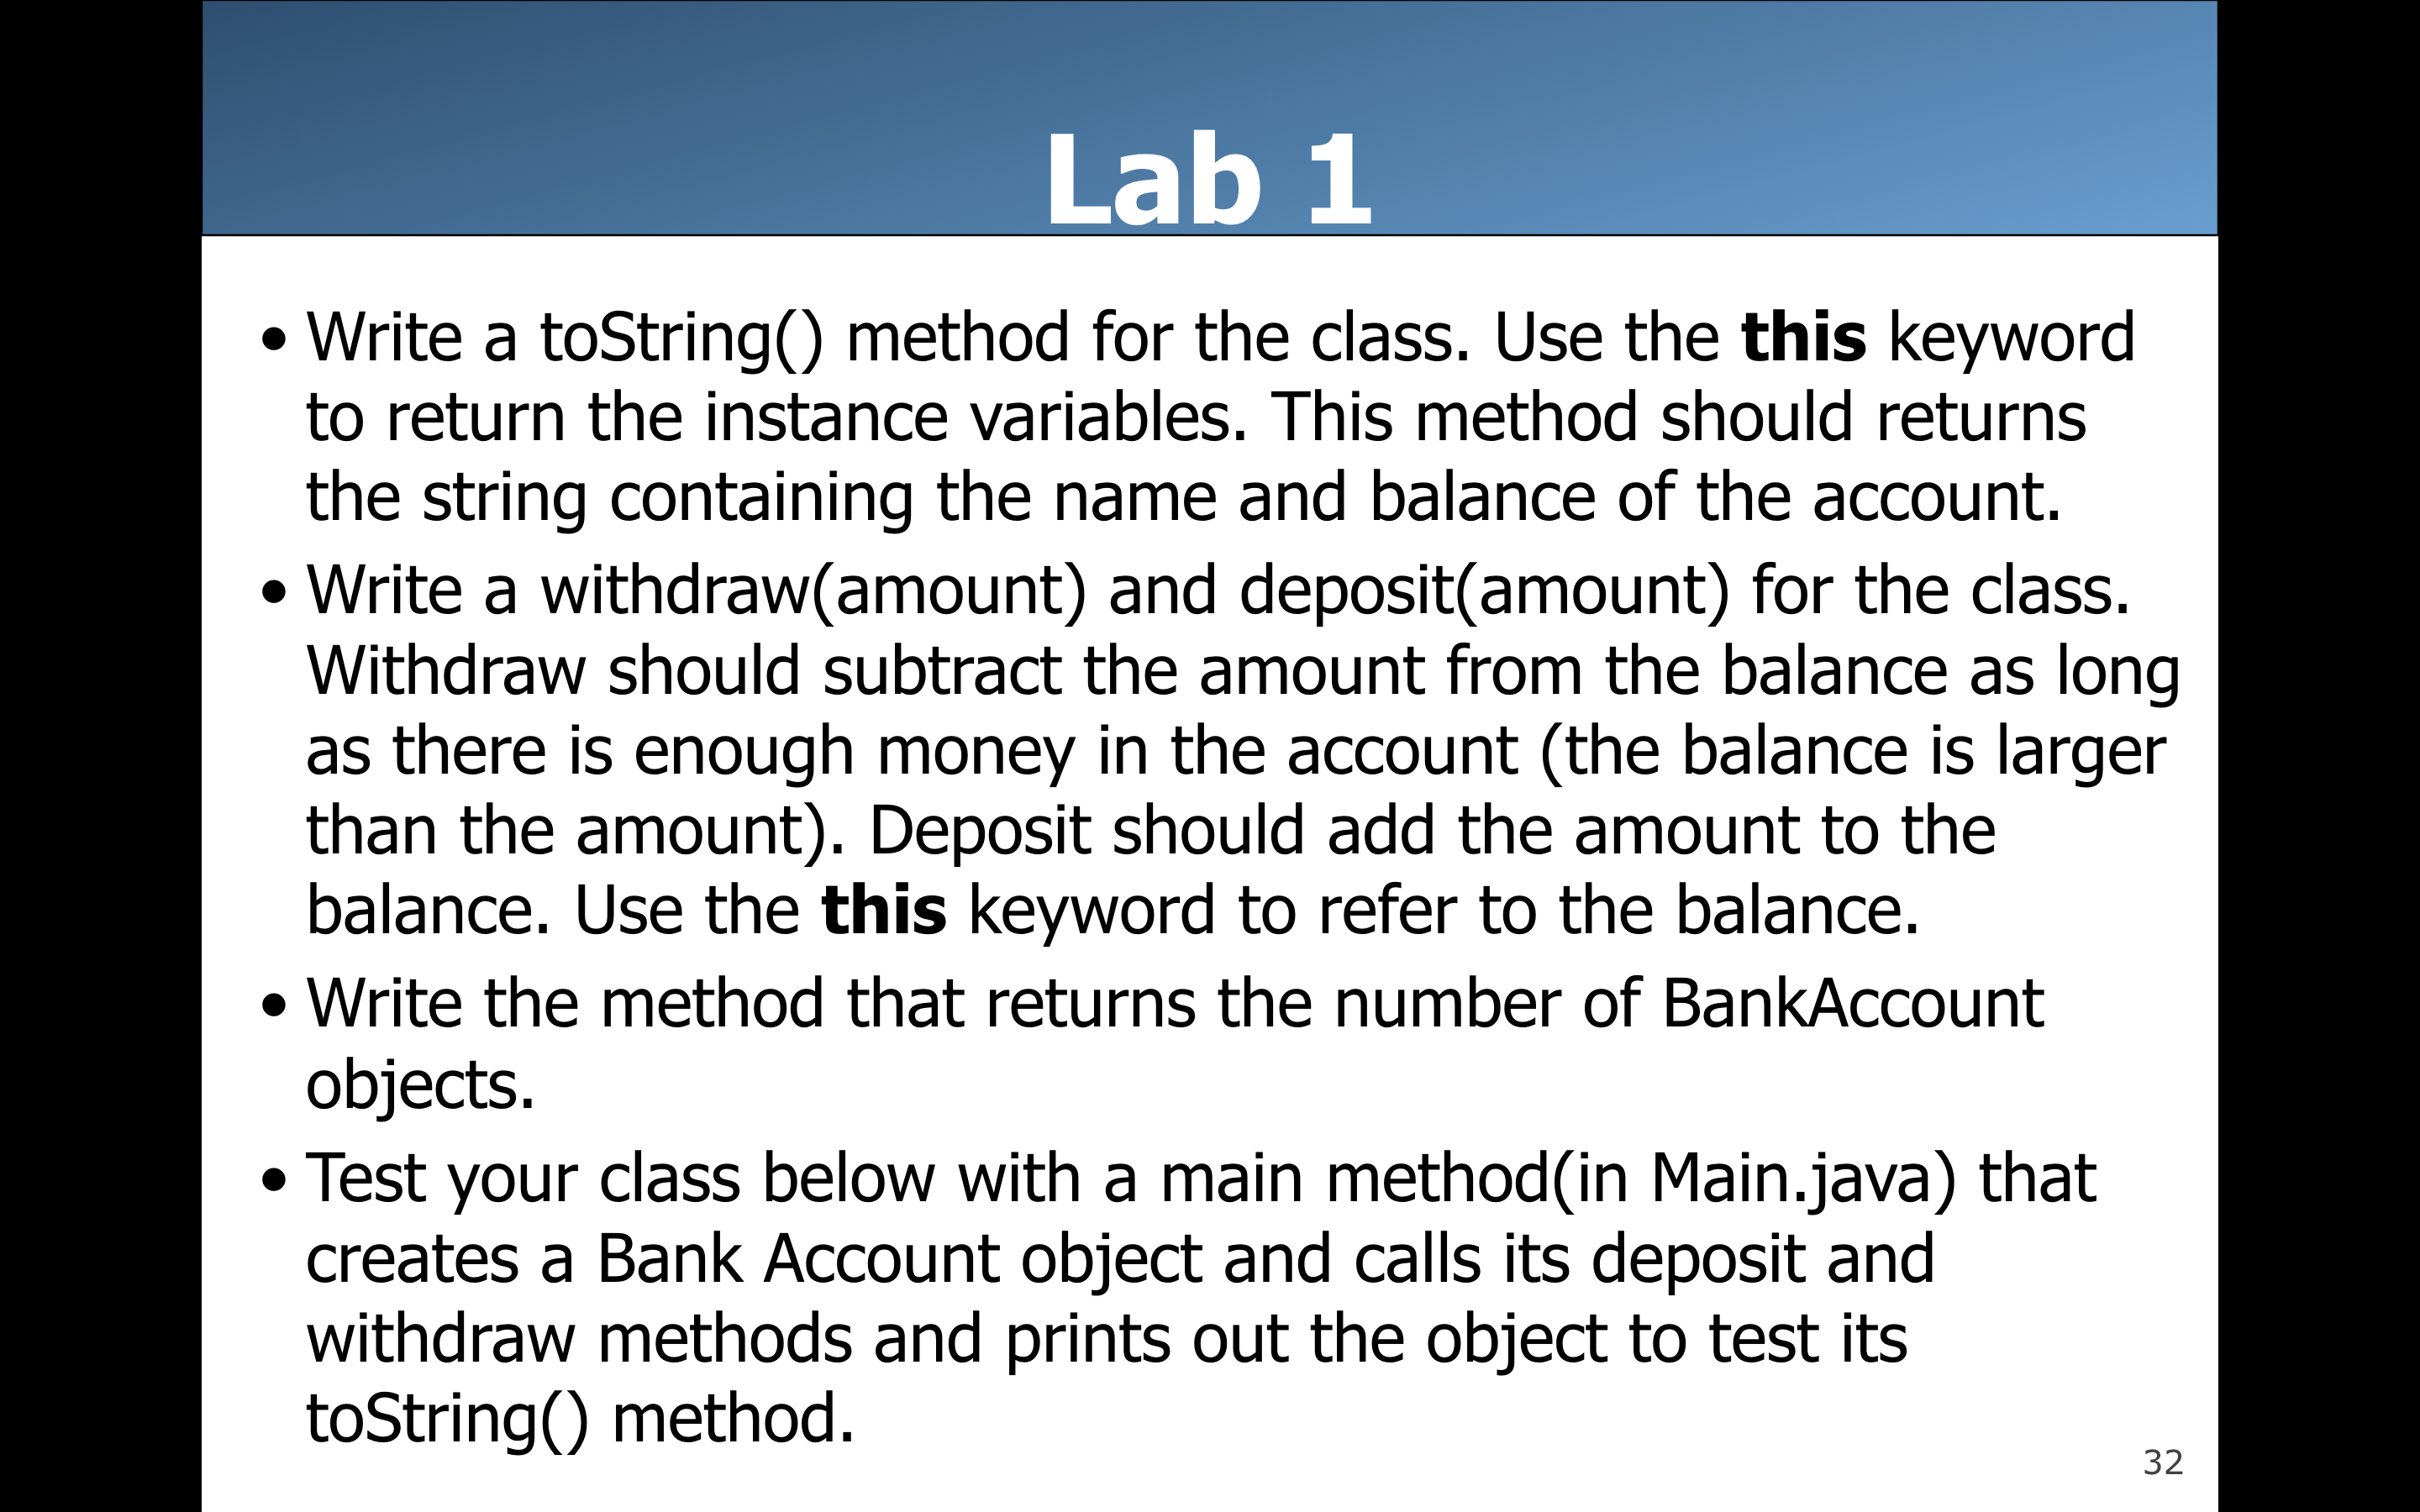 Lab 1
• Write a toString() method for the class. Use the this keyword
to return the instance variables. This method should returns
the string containing the name and balance of the account.
• Write a withdraw(amount) and deposit(amount) for the class.
Withdraw should subtract the amount from the balance as long
as there is enough money in the account (the balance is larger
than the amount). Deposit should add the amount to the
balance. Use the this keyword to refer to the balance.
• Write the method that returns the number of BankAccount
objects.
• Test your class below with a main method(in Main.java) that
creates a Bank Account object and calls its deposit and
withdraw methods and prints out the object to test its
toString() method.
32